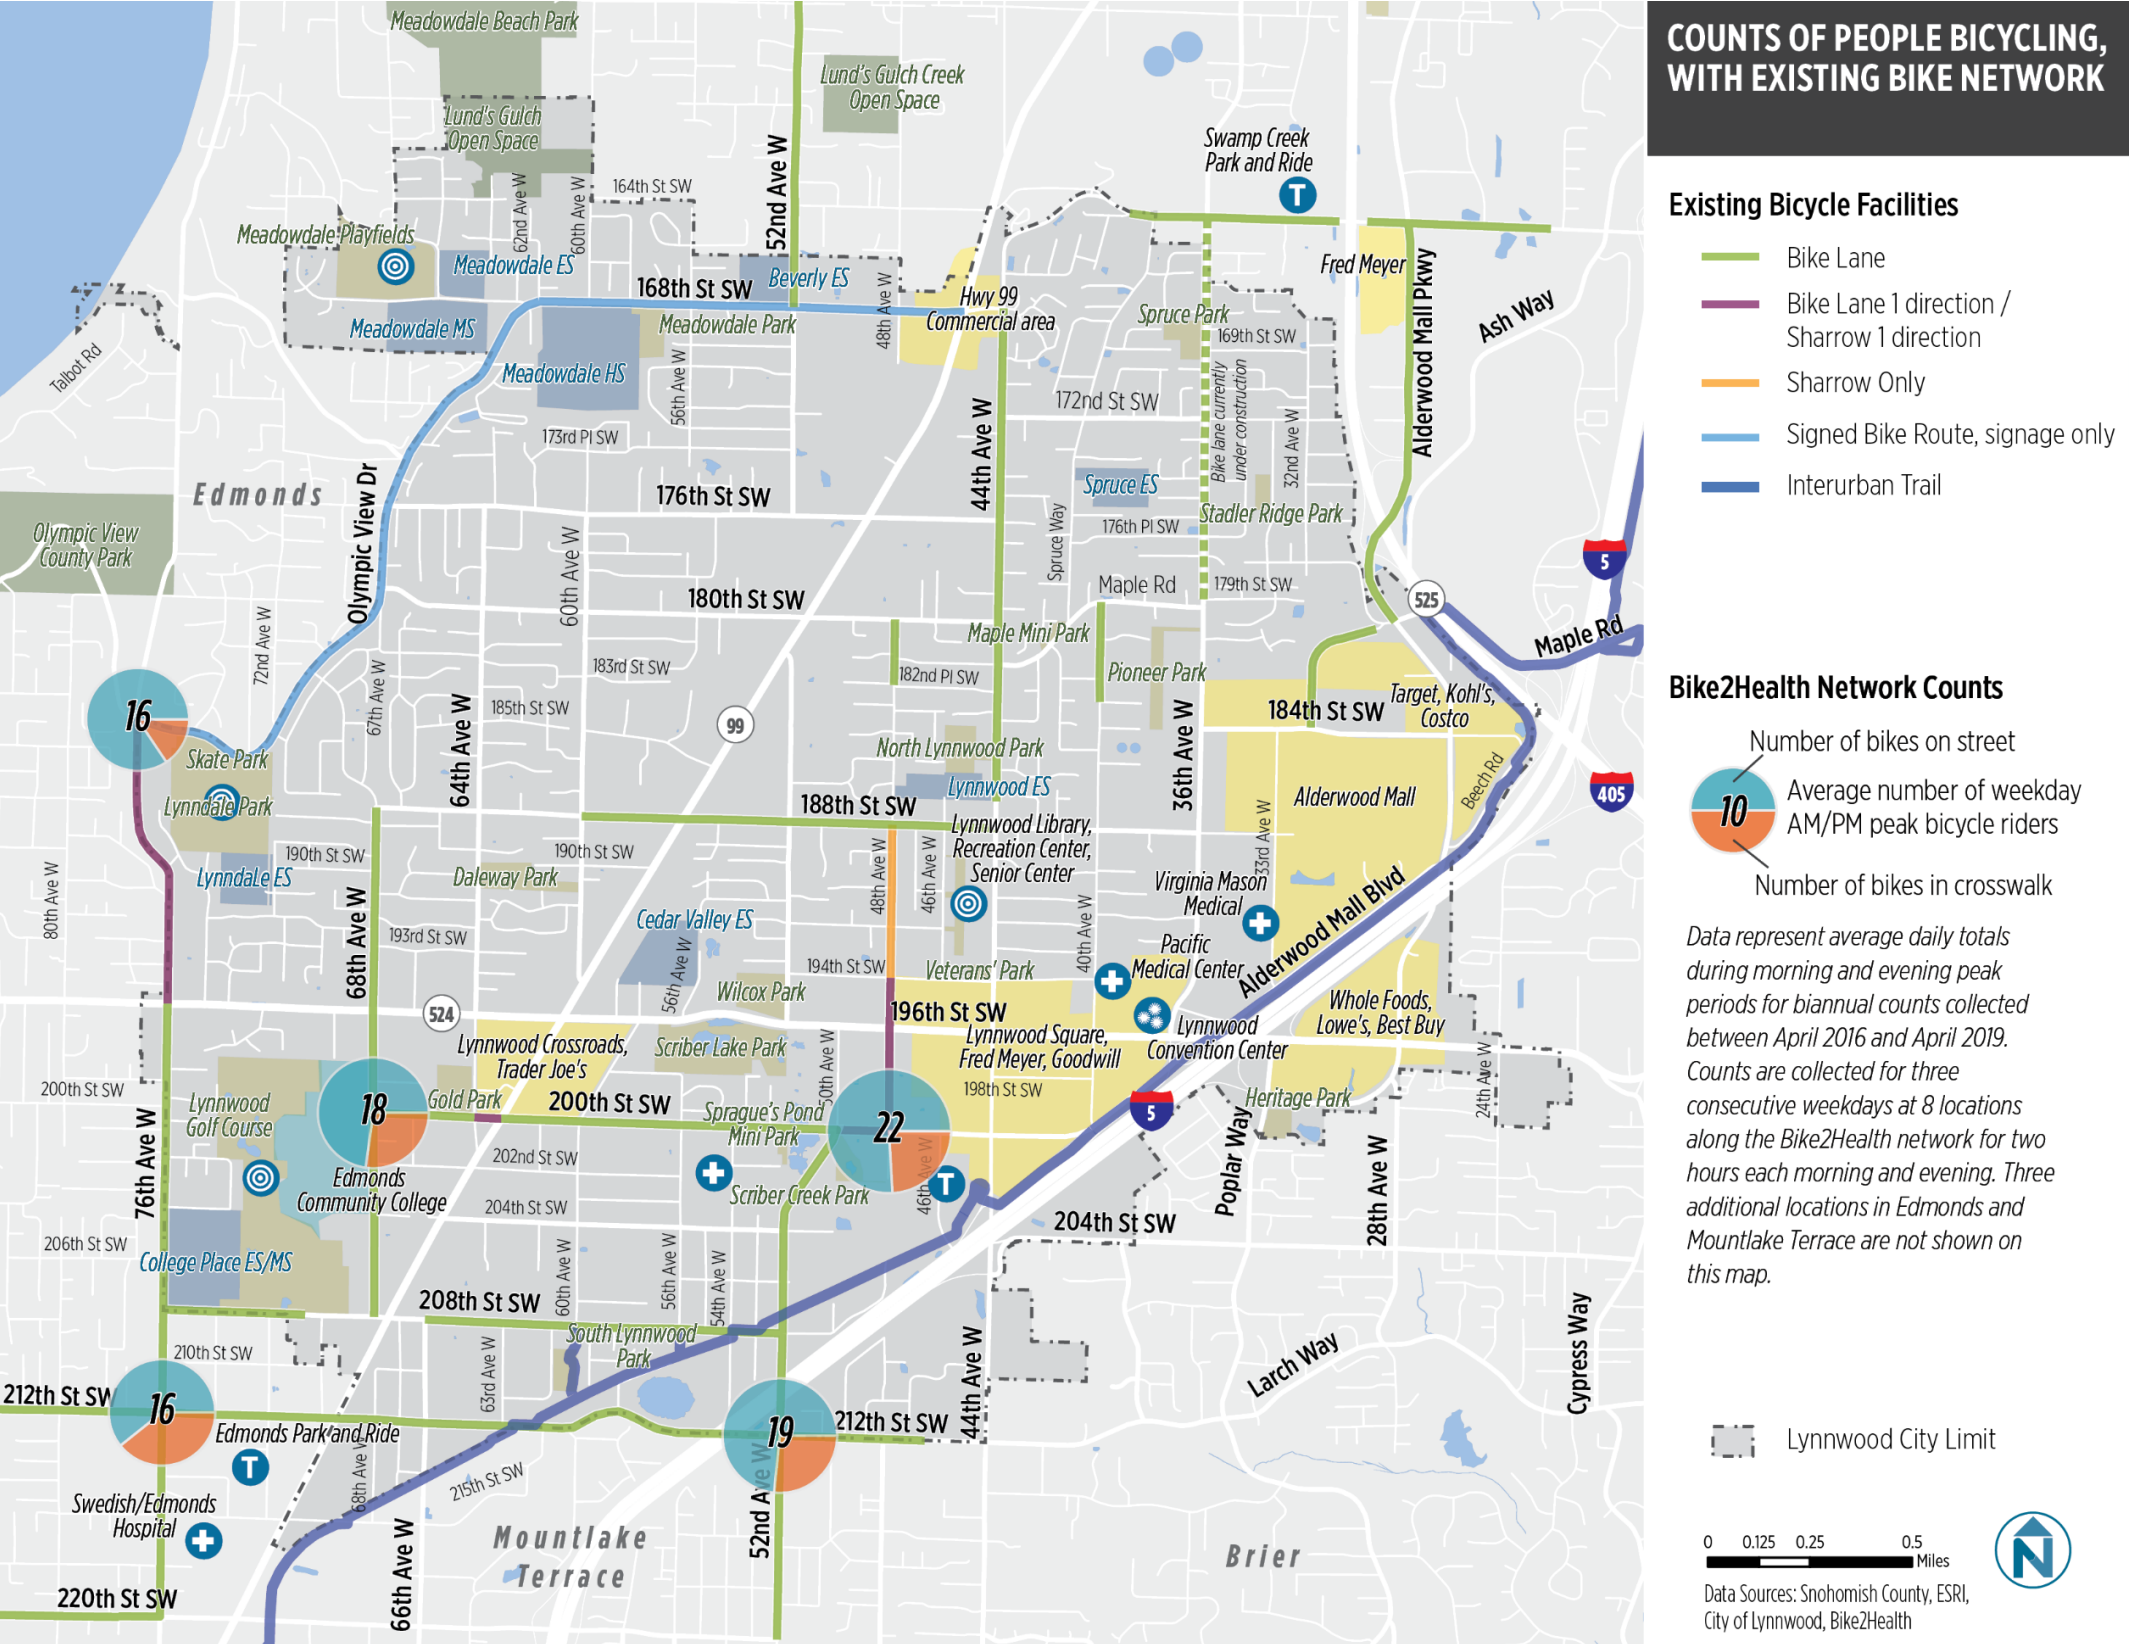 COUNTS OF PEOPLE BICYCLING,
WITH EXISTING BIKE NETWORK
Existing Bicycle Facilities
Bike Lane
Bike Lane 1 direction /
Sharrow 1 direction
Sharrow Only
Signed Bike Route, signage only
Interurban Trail
Bike2Health Network Counts
Number of bikes on street
10
Average number of weekday
AM/PM peak bicycle riders
Number of bikes in crosswalk
Data represent average daily totals
during morning and evening peak
periods for biannual counts collected
between April 2016 and April 2019.
Counts are collected for three
consecutive weekdays at 8 locations
along the Bike2Health network for two
hours each morning and evening. Three
additional locations in Edmonds and
Mountlake Terrace are not shown on
this map.
Lynnwood City Limit
0 0.125 0.25 0.5
Miles
N
Data Sources: Snohomish County, ESRI,
City of Lynnwood, Bike2Health
Meadowdale Beach Park
Lund's Gulch Creek
Open Space
Lund's Gulch
Open Space
Swamp Creek
Park and Ride
T
52nd Ave W
164th St SW
62nd Ave W
60th Ave W
Meadowdale Playfields
Meadowdale ES
Beverly ES
168th St SW
48th Ave W
Hwy 99
Commercial area
Fred Meyer
Alderwood Mall Pkwy
Ash Way
Meadowdale MS
Meadowdale Park
Spruce Park
169th St SW
Talbot Rd
Meadowdale HS
56th Ave W
Bike lane currently
under construction
172nd St SW
32nd Ave W
173rd Pl SW
44th Ave W
Edmonds
Olympic View Dr
176th St SW
Spruce ES
Stadler Ridge Park
176th Pl SW
Spruce Way
Olympic View
County Park
60th Ave W
180th St SW
Maple Rd
179th St SW
525
5
Maple Rd
72nd Ave W
Maple Mini Park
183rd St SW
182nd Pl SW
Pioneer Park
67th Ave W
64th Ave W
185th St SW
99
36th Ave W
184th St SW
Target, Kohl's,
Costco
16
Skate Park
North Lynnwood Park
Lynnwood ES
Beech Rd
405
Lynndale Park
188th St SW
Alderwood Mall
33rd Ave W
Lynnwood Library,
Recreation Center,
Senior Center
190th St SW
190th St SW
48th Ave W
46th Ave W
Lynndale ES
Daleway Park
80th Ave W
68th Ave W
Virginia Mason
Medical
Alderwood Mall Blvd
Cedar Valley ES
193rd St SW
56th Ave W
194th St SW
40th Ave W
Pacific
Medical Center
Veterans' Park
Wilcox Park
524
196th St SW
Whole Foods,
Lowe's, Best Buy
Lynnwood
Convention Center
Lynnwood Square,
Fred Meyer, Goodwill
Lynnwood Crossroads,
Trader Joe's
Scriber Lake Park
50th Ave W
24th Ave W
200th St SW
198th St SW
Gold Park
200th St SW
18
22
5
Heritage Park
Lynnwood
Golf Course
Sprague's Pond
Mini Park
76th Ave W
202nd St SW
Poplar Way
28th Ave W
Edmonds
Community College
Scriber Creek Park
46th Ave W
T
204th St SW
204th St SW
206th St SW
College Place ES/MS
60th Ave W
56th Ave W
54th Ave W
208th St SW
South Lynnwood
Park
210th St SW
63rd Ave W
44th Ave W
Larch Way
Cypress Way
212th St SW
16
19
212th St SW
Edmonds Park and Ride
T
68th Ave W
215th St SW
Swedish/Edmonds
Hospital
66th Ave W
Mountlake
Terrace
52nd Ave W
Brier
220th St SW